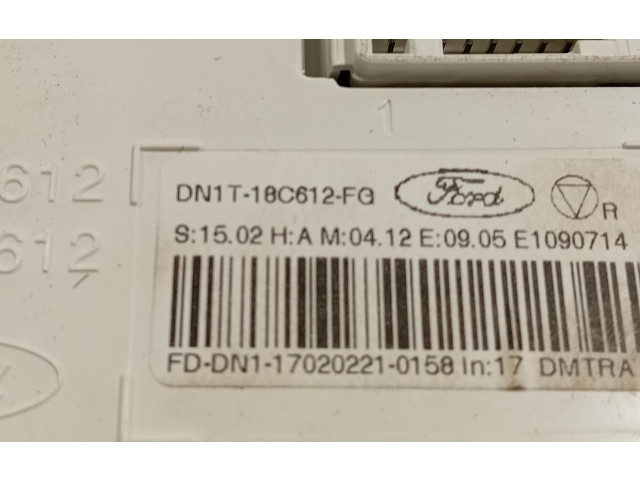 1
612
612
DN1T-18C612-FG Ford R
S:15.02 H:A M:04.12 E:09.05 E1090714
FD-DN1-17020221-0158 In:17 DMTRA